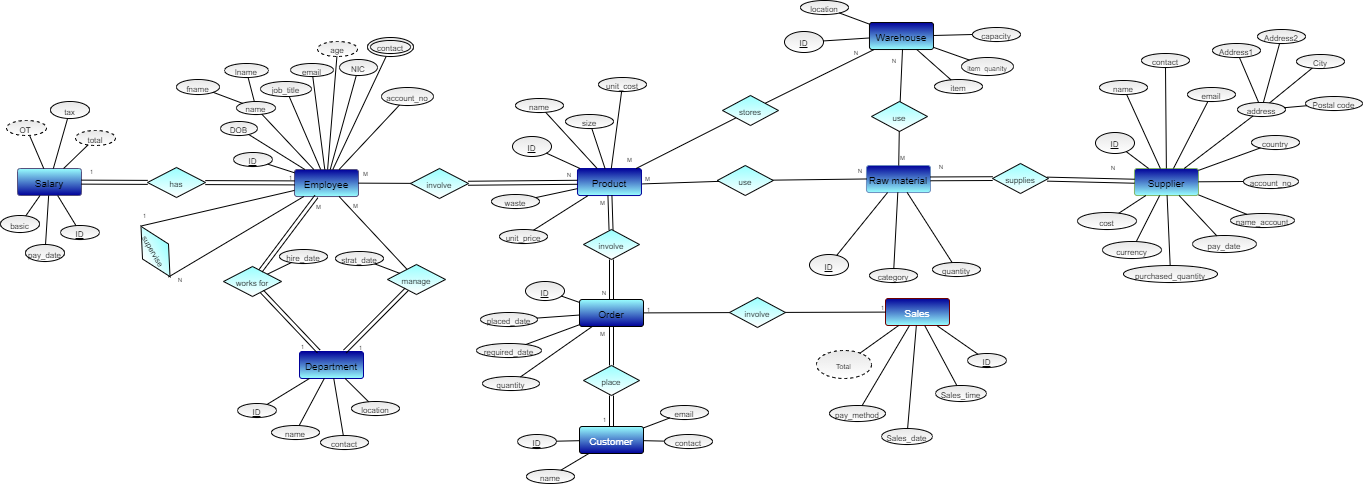 location
Warehouse
ID
capacity
item_quanity
item
N
N
age
contact
lname
email
NIC
fname
job_title
name
account_no
DOB
ID
Employee
OT
tax
total
Salary
basic
pay_date
ID
1
has
1
M
involve
N
name
unit_cost
size
ID
Product
waste
unit_price
M
M
M
stores
use
use
N
M
Raw material
ID
category
quantity
N
supplies
N
name
contact
email
Address1
Address2
City
Postal code
address
ID
Supplier
country
account_no
name_account
pay_date
purchased_quantity
currency
cost
1
supervise
N
M
M
works for
hire_date
strat_date
manage
1
1
Department
ID
name
contact
location
involve
N
ID
placed_date
required_date
quantity
Order
1
involve
1
Sales
Total
pay_method
Sales_date
Sales_time
ID
M
place
1
Customer
ID
name
email
contact